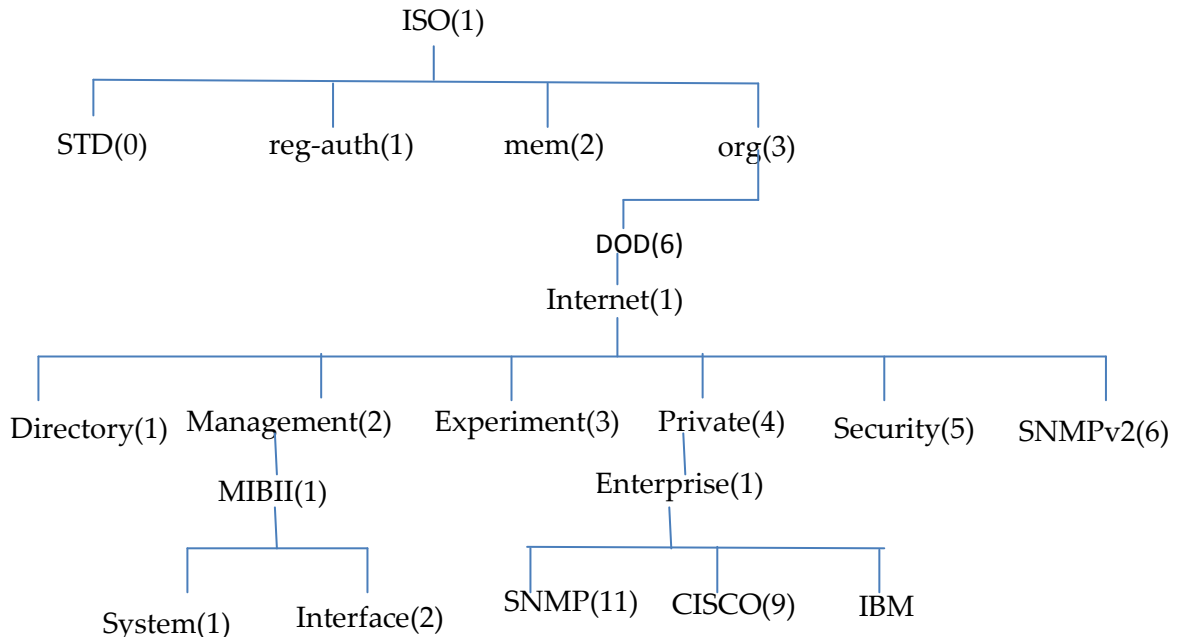 ISO(1)
STD(0) reg-auth(1) mem(2) org(3)
DOD(6)
Internet(1)
Directory(1) Management(2) Experiment(3) Private(4) Security(5) SNMPv2(6)
MIBII(1) Enterprise(1)
System(1) Interface(2) SNMP(11) CISCO(9) IBM